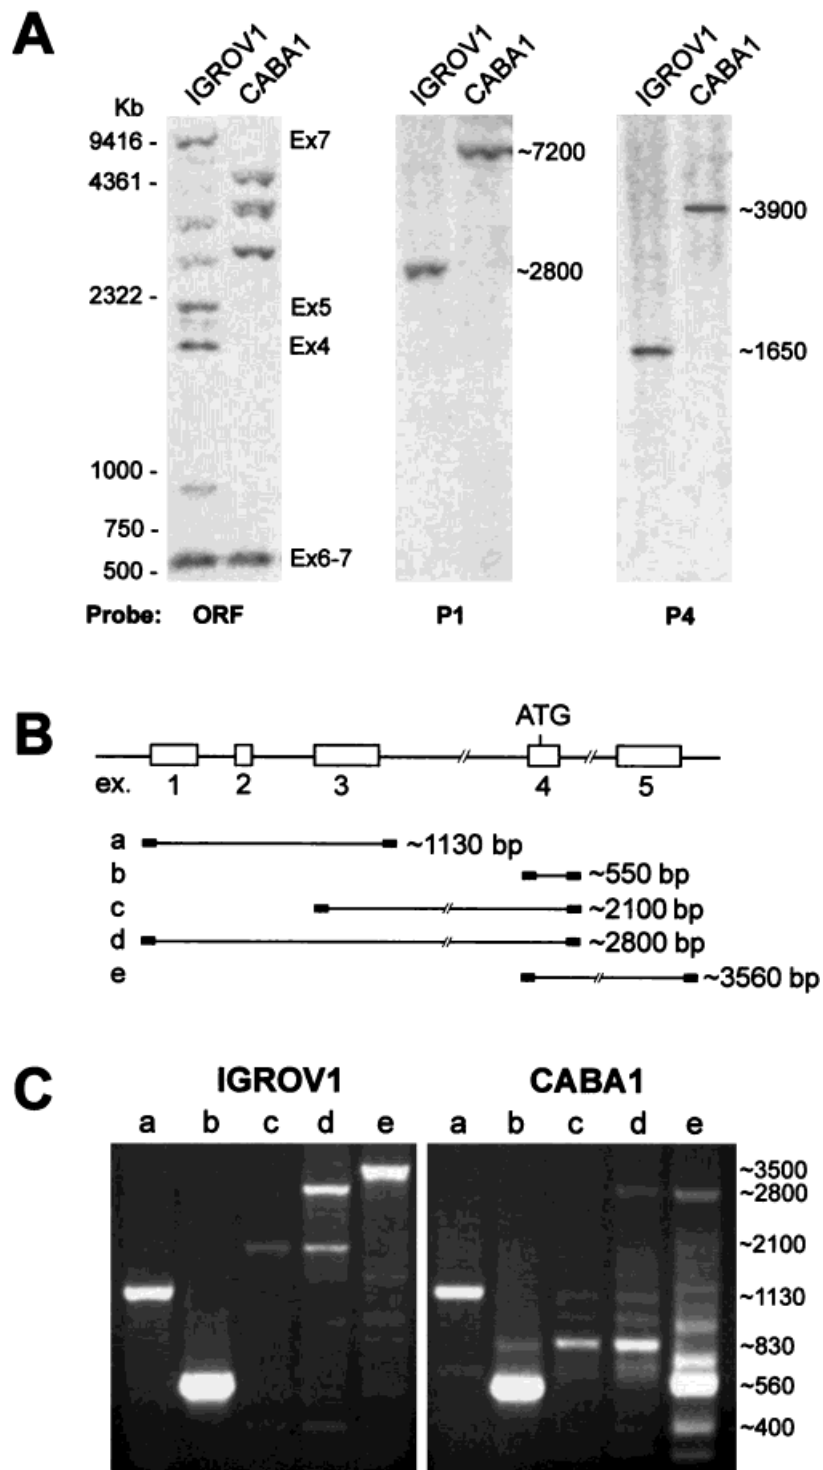 A
IGROV1 CABA1 IGROV1 CABA1 IGROV1 CABA1
Kb
9416 - Ex7 ~7200
4361 - ~3900
2322 - Ex5 ~2800
Ex4 ~1650
1000 -
750 -
500 - Ex6-7
Probe: ORF P1 P4
B
ATG
ex. 1 2 3 4 5
a ~1130 bp
b ~550 bp
c ~2100 bp
d ~2800 bp
e ~3560 bp
C
IGROV1 CABA1
a b c d e a b c d e
~3500
~2800
~2100
~1130
~830
~560
~400